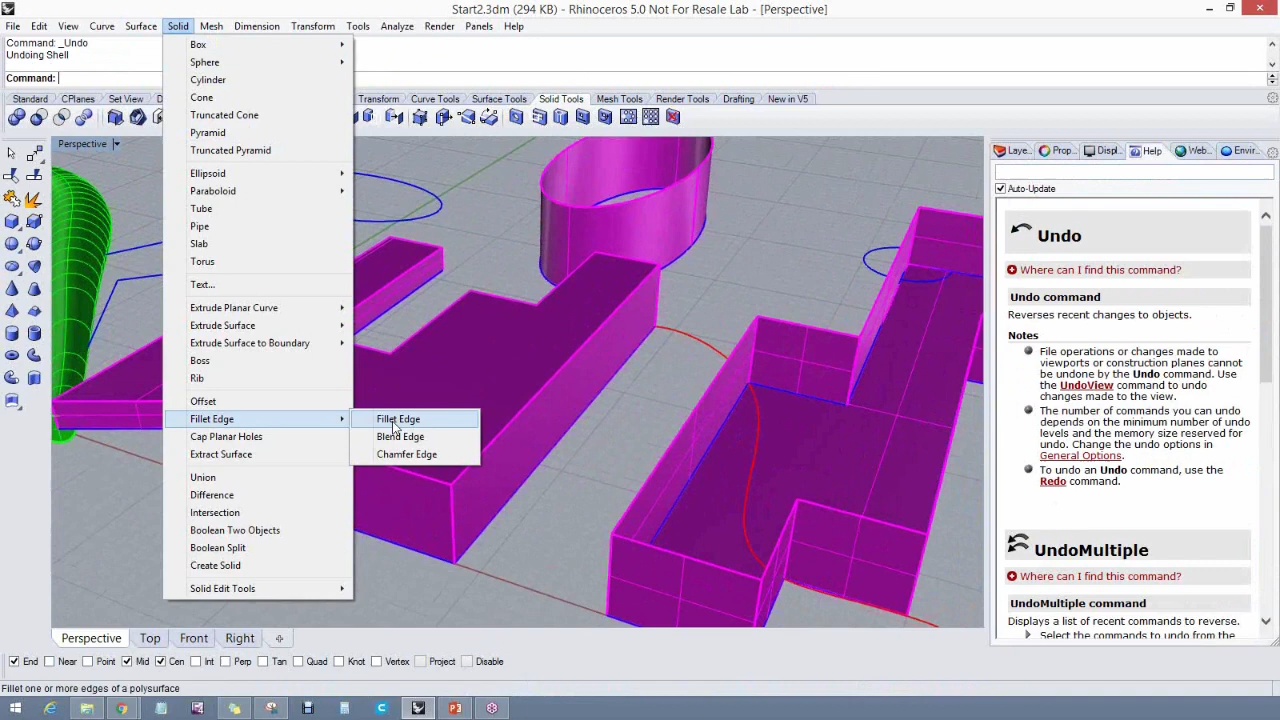 Start2.3dm (294 KB) - Rhinoceros 5.0 Not For Resale Lab - [Perspective]
File Edit View Curve Surface Solid Mesh Dimension Transform Tools Analyze Render Panels Help
Command: _Undo
Undoing Shell
Command:
Standard CPlanes Set View Transform Curve Tools Surface Tools Solid Tools Mesh Tools Render Tools Drafting New in V5
Perspective
Box
Sphere
Cylinder
Cone
Truncated Cone
Pyramid
Truncated Pyramid
Ellipsoid
Paraboloid
Tube
Pipe
Slab
Torus
Text...
Extrude Planar Curve
Extrude Surface
Extrude Surface to Boundary
Boss
Rib
Offset
Fillet Edge
Cap Planar Holes
Extract Surface
Union
Difference
Intersection
Boolean Two Objects
Boolean Split
Create Solid
Solid Edit Tools
Fillet Edge
Blend Edge
Chamfer Edge
Laye... Prop... Displ... Help Web... Envir...
Auto-Update
Undo
Where can I find this command?
Undo command
Reverses recent changes to objects.
Notes
File operations or changes made to
viewports or construction planes cannot
be undone by the Undo command. Use
the UndoView command to undo
changes made to the view.
The number of commands you can undo
depends on the minimum number of
undo levels and the memory size reserved for
undo. Change the undo options in
General Options.
To undo an Undo command, use the
Redo command.
UndoMultiple
Where can I find this command?
UndoMultiple command
Displays a list of recent commands to reverse.
Select the commands to undo from the
Perspective Top Front Right
End Near Point Mid Cen Int Perp Tan Quad Knot Vertex Project Disable
Fillet one or more edges of a polysurface